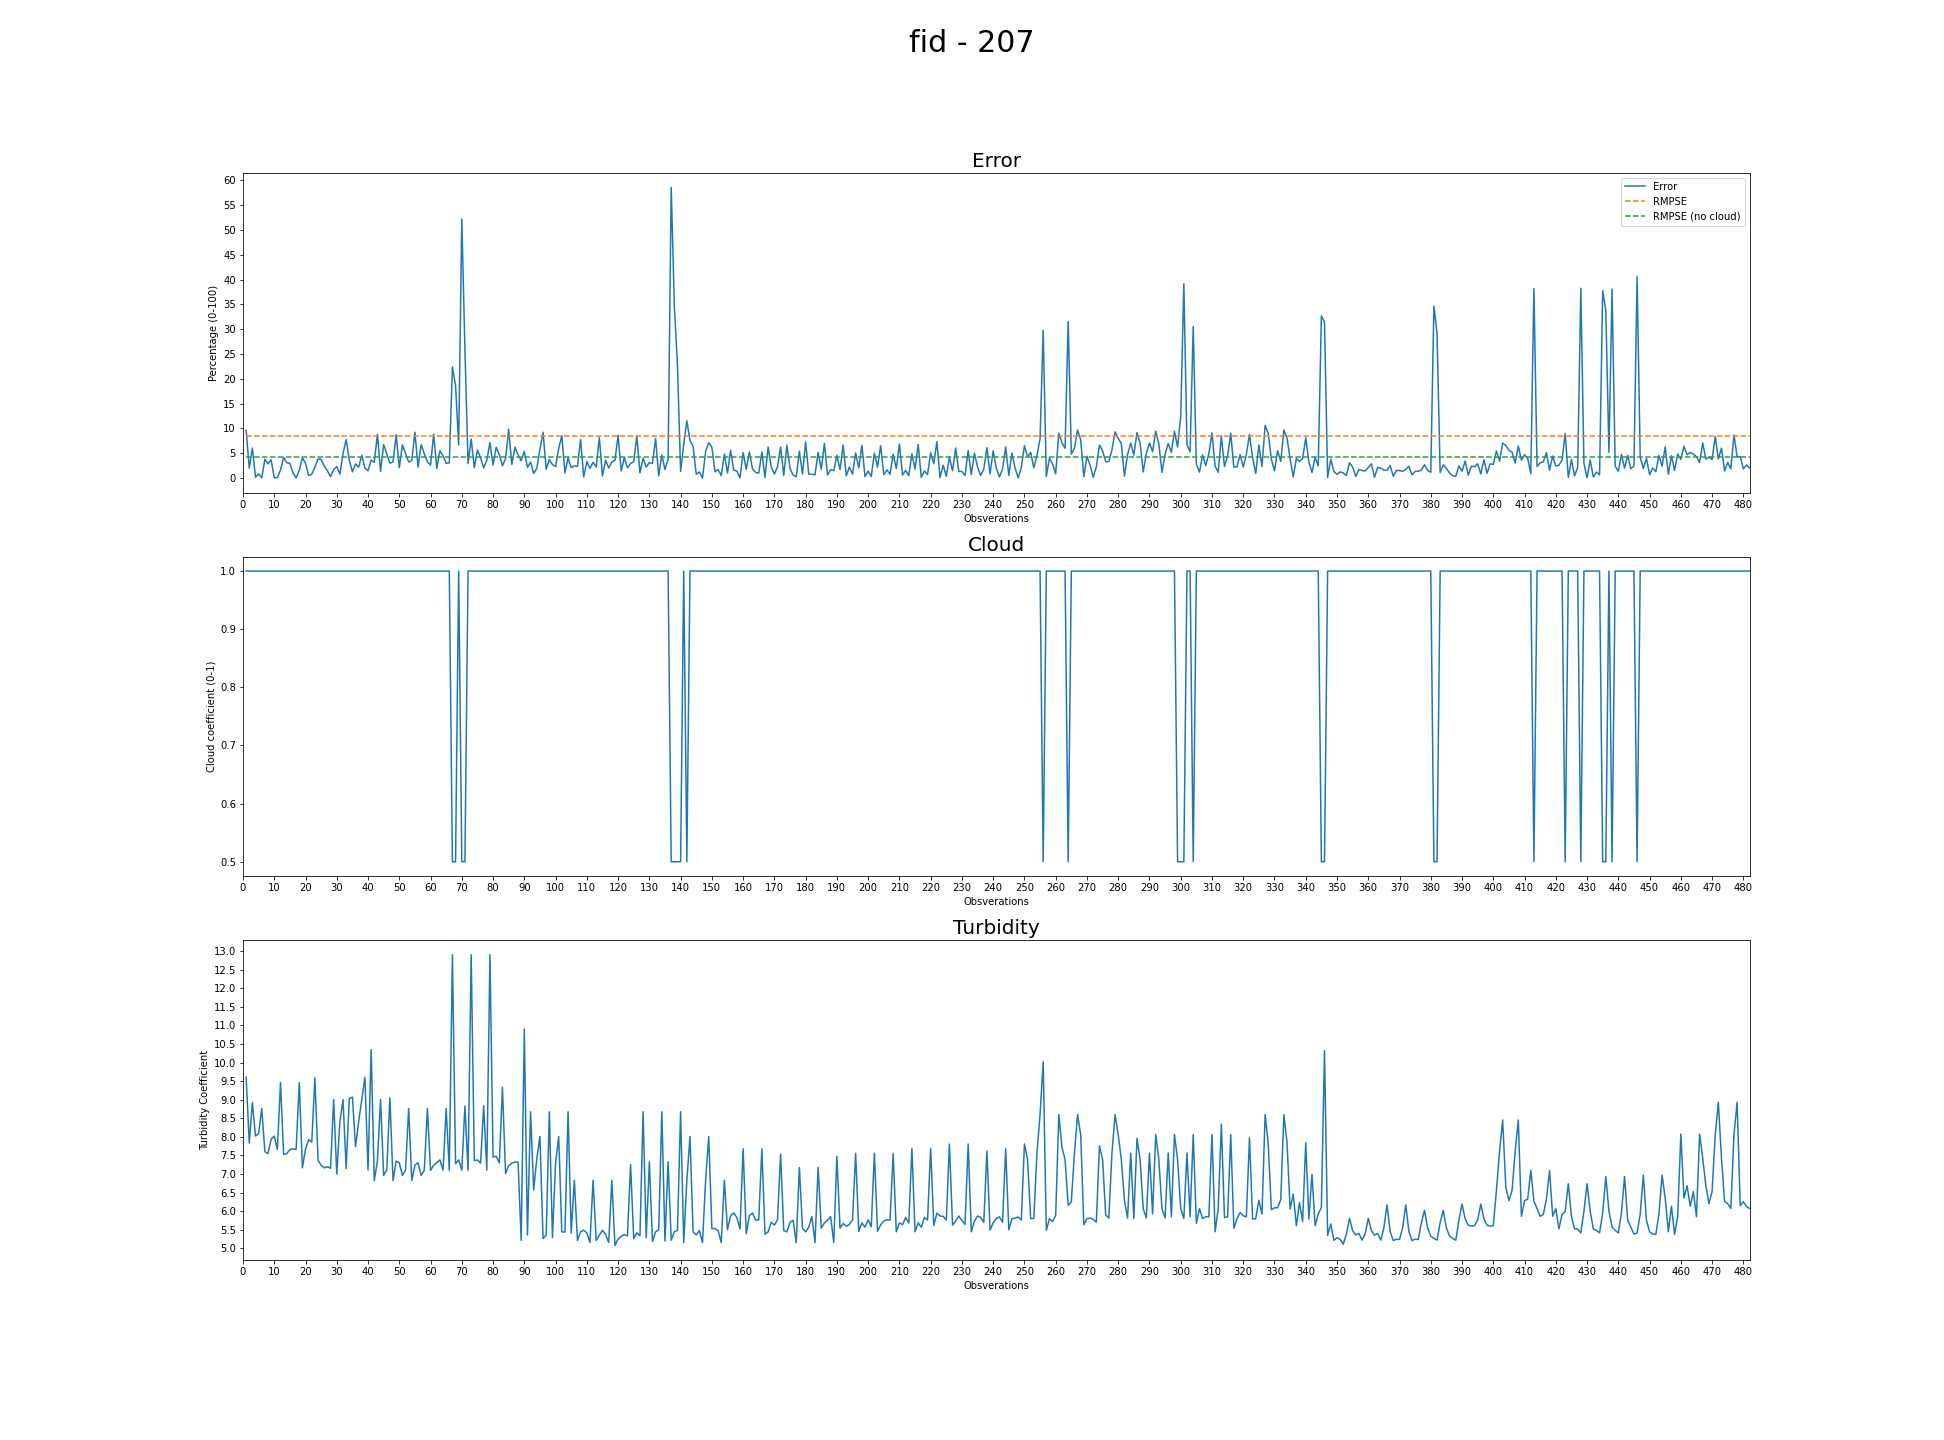 fid - 207
Error
60
55
50
45
40
35
30
25
20
15
10
5
0
Percentage (0-100)
Error
RMPSE
RMPSE (no cloud)
0 10 20 30 40 50 60 70 80 90 100 110 120 130 140 150 160 170 180 190 200 210 220 230 240 250 260 270 280 290 300 310 320 330 340 350 360 370 380 390 400 410 420 430 440 450 460 470 480
Obsverations
Cloud
1.0
0.9
0.8
0.7
0.6
0.5
Cloud coefficient (0-1)
0 10 20 30 40 50 60 70 80 90 100 110 120 130 140 150 160 170 180 190 200 210 220 230 240 250 260 270 280 290 300 310 320 330 340 350 360 370 380 390 400 410 420 430 440 450 460 470 480
Obsverations
Turbidity
13.0
12.5
12.0
11.5
11.0
10.5
10.0
9.5
9.0
8.5
8.0
7.5
7.0
6.5
6.0
5.5
5.0
Turbidity Coefficient
0 10 20 30 40 50 60 70 80 90 100 110 120 130 140 150 160 170 180 190 200 210 220 230 240 250 260 270 280 290 300 310 320 330 340 350 360 370 380 390 400 410 420 430 440 450 460 470 480
Obsverations